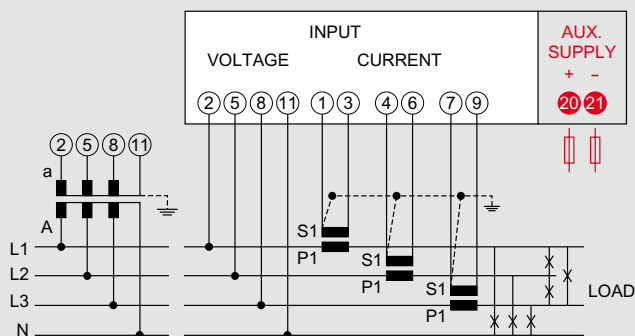 INPUT
VOLTAGE CURRENT
AUX.
SUPPLY
+ –
2 5 8 11 1 3 4 6 7 9 20 21
2 5 8 11
a
A
S1
P1
S1
P1
S1
P1
L1
L2
L3
N
LOAD